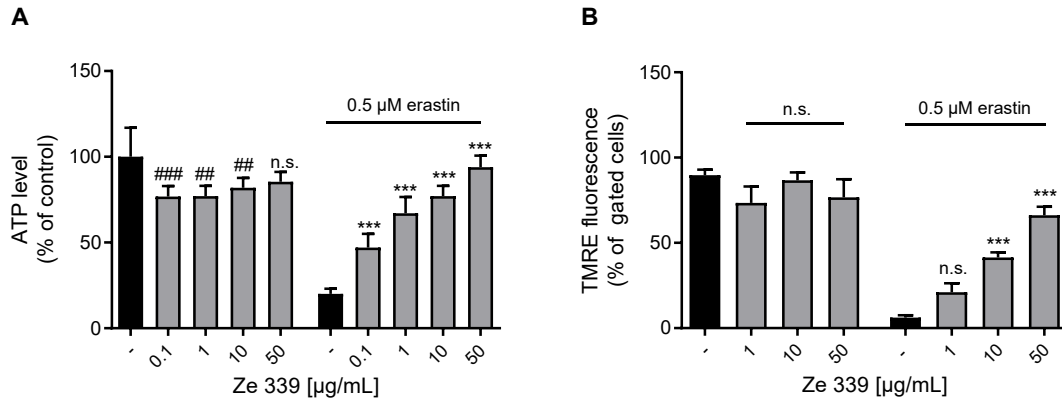 A
ATP level
(% of control)
150
100
50
0
###
##
##
n.s.
0.5 µM erastin
***
***
***
***
-
0.1
1
10
50
-
0.1
1
10
50
Ze 339 [µg/mL]
B
TMRE fluorescence
(% of gated cells)
150
100
50
0
n.s.
0.5 µM erastin
n.s.
***
***
-
1
10
50
-
1
10
50
Ze 339 [µg/mL]